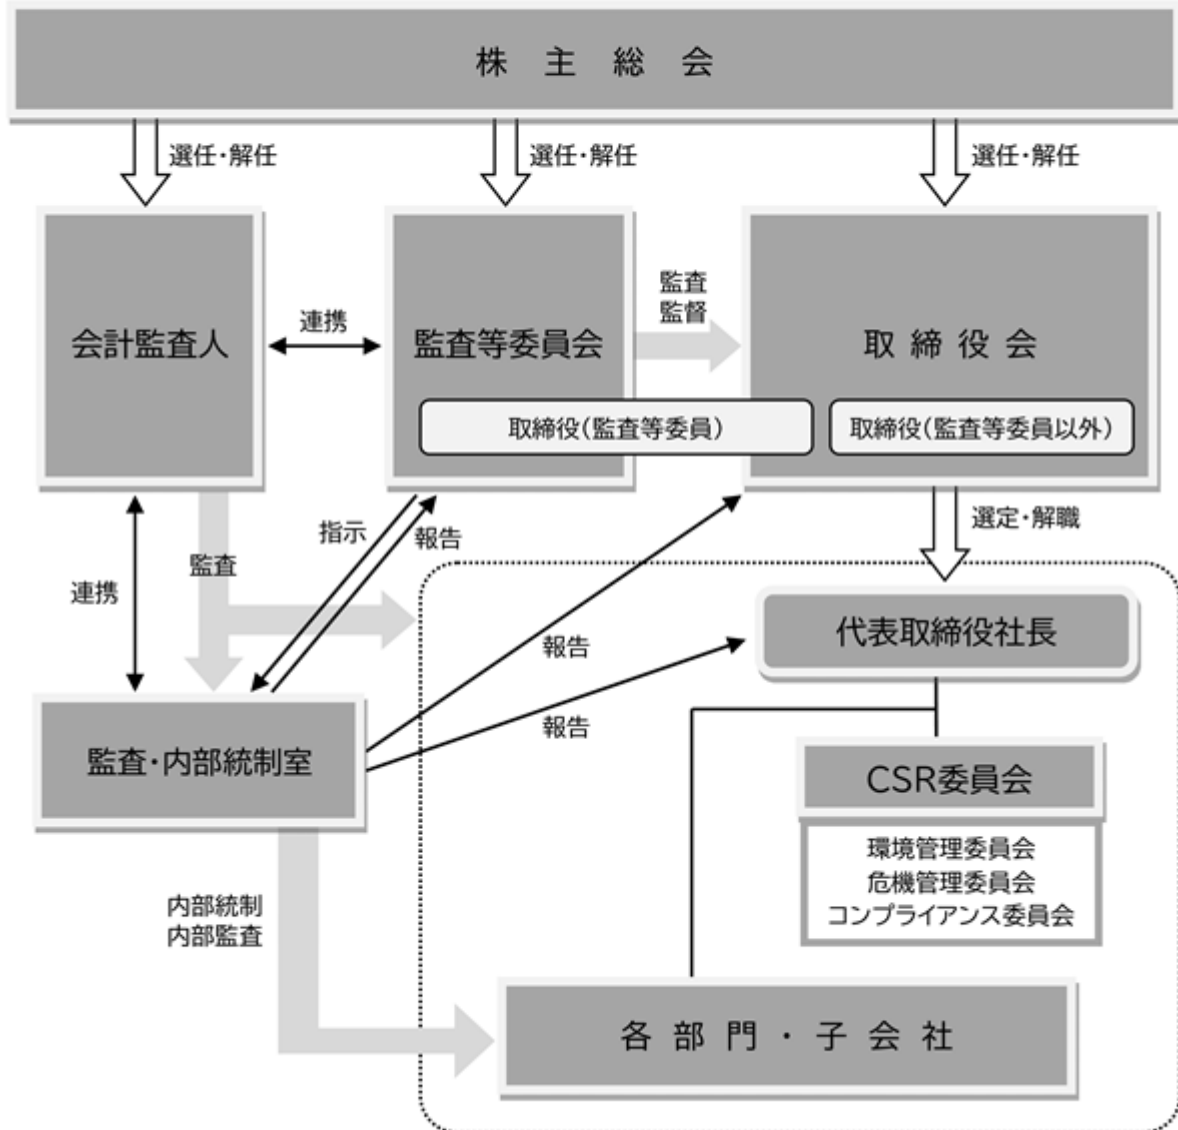 株主総会
選任・解任
選任・解任
選任・解任
会計監査人
連携
監査等委員会
監査
監督
取締役会
取締役（監査等委員）
取締役（監査等委員以外）
連携
監査
指示
報告
選定・解職
報告
報告
代表取締役社長
監査・内部統制室
CSR委員会
環境管理委員会
危機管理委員会
コンプライアンス委員会
内部統制
内部監査
各部門・子会社